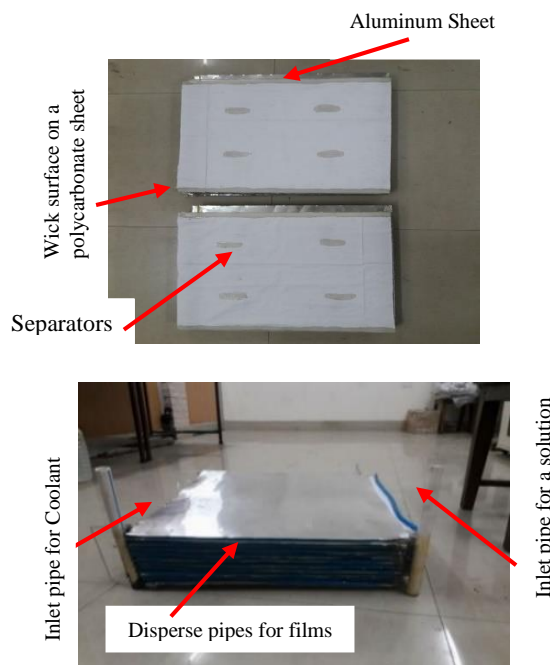 Aluminum Sheet
Wick surface on a
polycarbonate sheet
Separators
Inlet pipe for Coolant
Inlet pipe for a solution
Disperse pipes for films